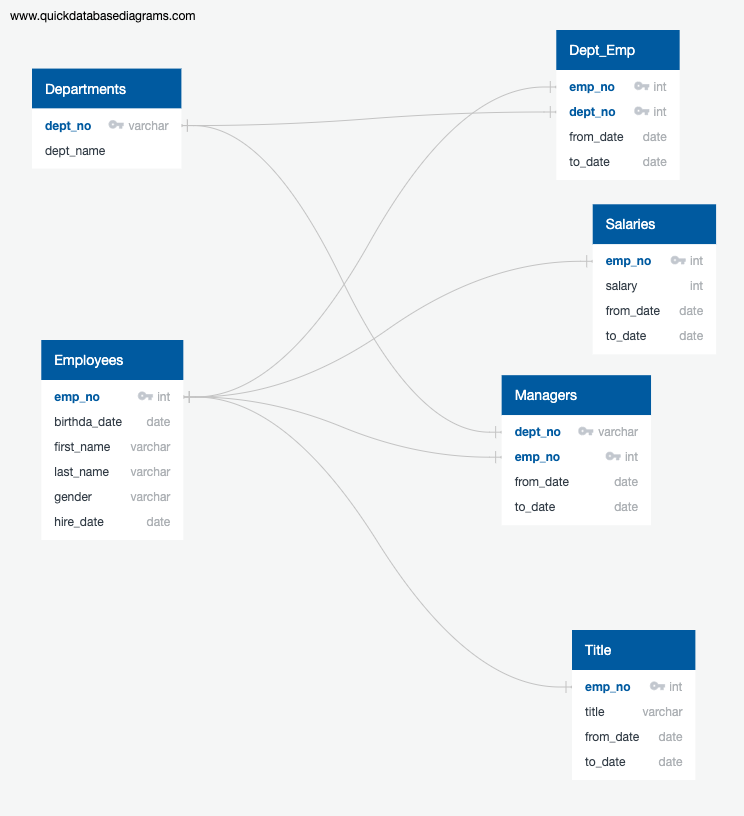 www.quickdatabasediagrams.com
Departments
dept_no varchar
dept_name
Employees
emp_no int
birthda_date date
first_name varchar
last_name varchar
gender varchar
hire_date date
Dept_Emp
emp_no int
dept_no int
from_date date
to_date date
Salaries
emp_no int
salary int
from_date date
to_date date
Managers
dept_no varchar
emp_no int
from_date date
to_date date
Title
emp_no int
title varchar
from_date date
to_date date